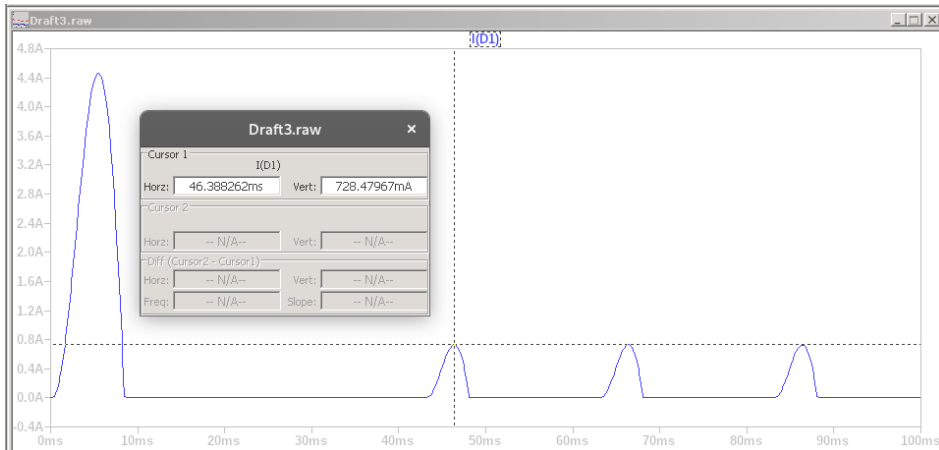 Draft3.raw
I(D1)
4.8A
4.4A
4.0A
3.6A
3.2A
2.8A
2.4A
2.0A
1.6A
1.2A
0.8A
0.4A
0.0A
-0.4A
Draft3.raw ×
Cursor 1
I(D1)
Horz: 46.388262ms Vert: 728.47967mA
Cursor 2
Horz: -- N/A-- Vert: -- N/A--
Diff (Cursor2 - Cursor1)
Horz: -- N/A-- Vert: -- N/A--
Freq: -- N/A-- Slope: -- N/A--
0ms 10ms 20ms 30ms 40ms 50ms 60ms 70ms 80ms 90ms 100ms